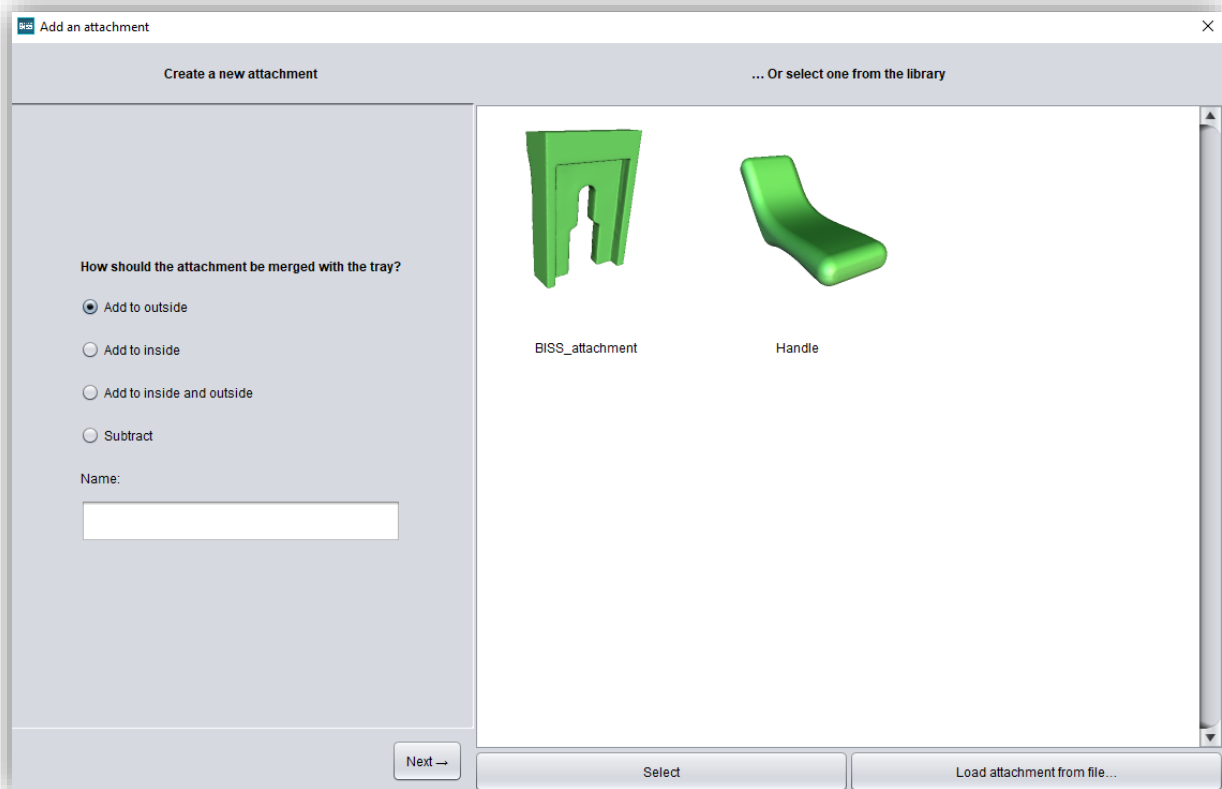 BISS Add an attachment
Create a new attachment
... Or select one from the library
How should the attachment be merged with the tray?
Add to outside
Add to inside
Add to inside and outside
Subtract
Name:
BISS_attachment
Handle
Next→
Select
Load attachment from file...